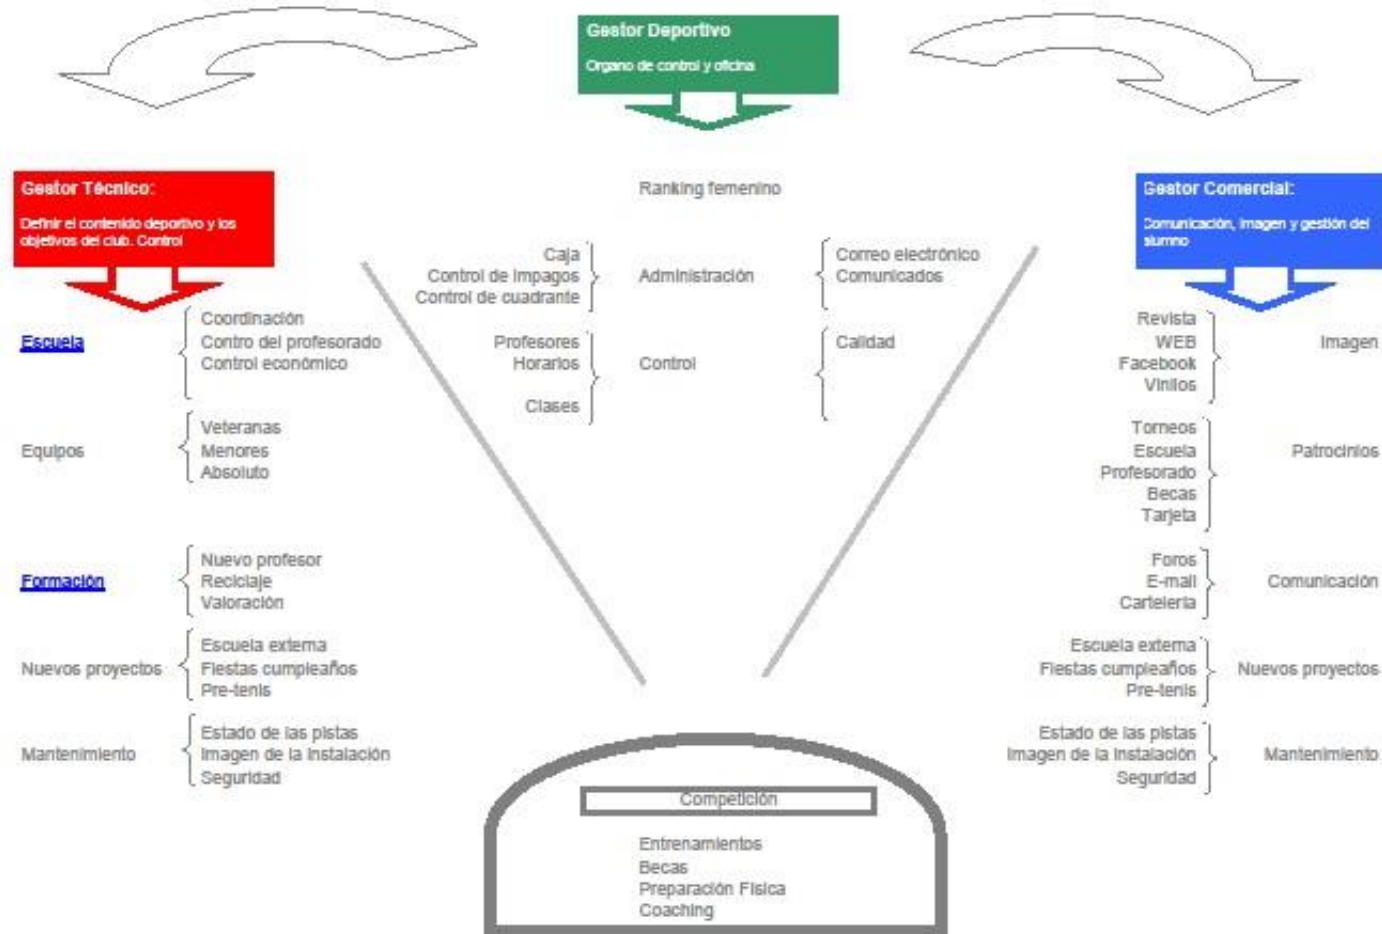 Gestor Deportivo
Organo de control y oficina
Gestor Técnico:
Definir el contenido deportivo y los
objetivos del club. Control
Escuela
Coordinación
Contro del profesorado
Control económico
Equipos
Veteranas
Menores
Absoluto
Formación
Nuevo profesor
Reciclaje
Valoración
Nuevos proyectos
Escuela externa
Fiestas cumpleaños
Pre-tenis
Mantenimiento
Estado de las pistas
Imagen de la instalación
Seguridad
Ranking femenino
Caja
Control de impagos
Control de cuadrante
Administración
Correo electrónico
Comunicados
Profesores
Horarios
Clases
Control
Calidad
Gestor Comercial:
Comunicación, imagen y gestión del
alumno
Revista
WEB
Facebook
Vinilos
Imagen
Torneos
Escuela
Profesorado
Becas
Tarjeta
Patrocinios
Foros
E-mail
Cartelería
Comunicación
Escuela externa
Fiestas cumpleaños
Pre-tenis
Nuevos proyectos
Estado de las pistas
Imagen de la instalación
Seguridad
Mantenimiento
Competición
Entrenamientos
Becas
Preparación Física
Coaching